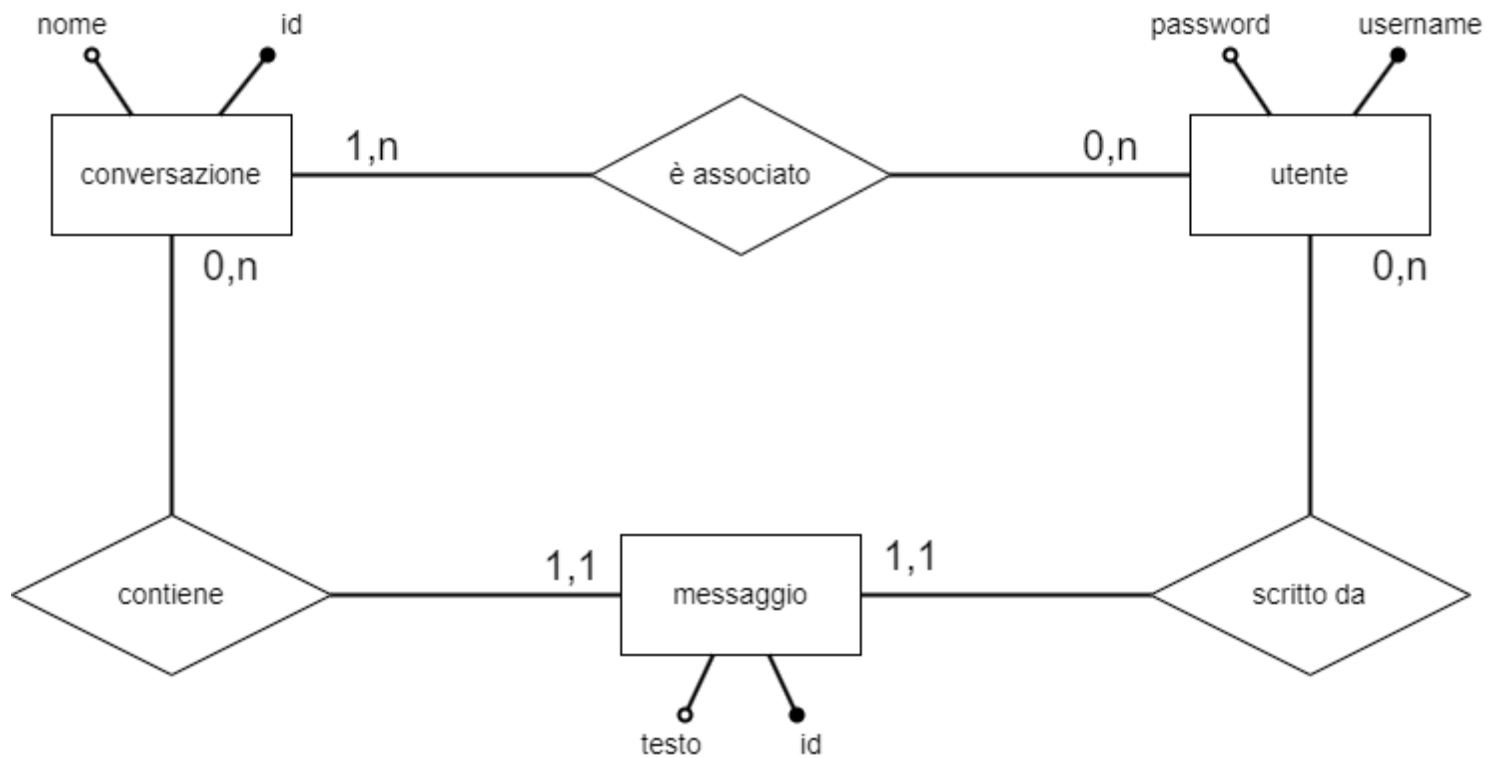 nome
id
password
username
1,n
0,n
conversazione
è associato
utente
0,n
0,n
1,1
1,1
contiene
messaggio
scritto da
testo
id